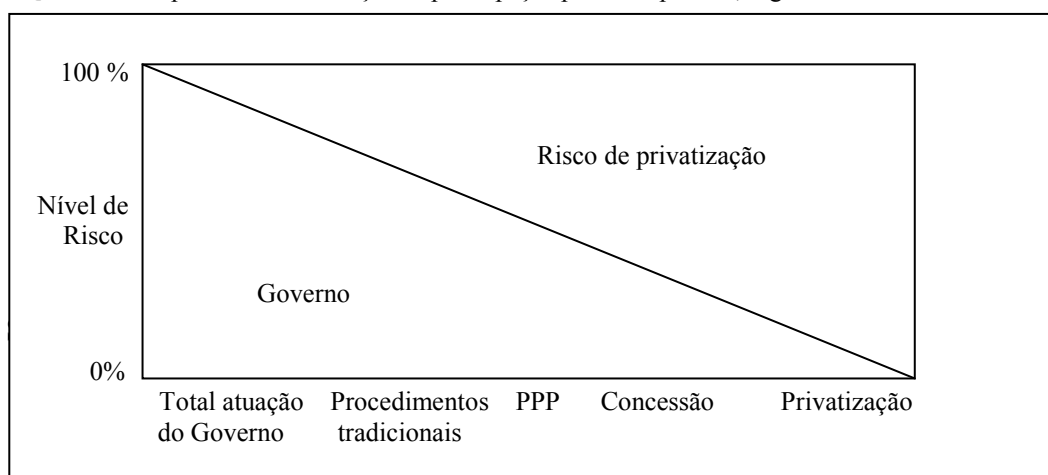 100 %
Risco de privatização
Nível de
Risco
Governo
0%
Total atuação
do Governo
Procedimentos
tradicionais
PPP
Concessão
Privatização